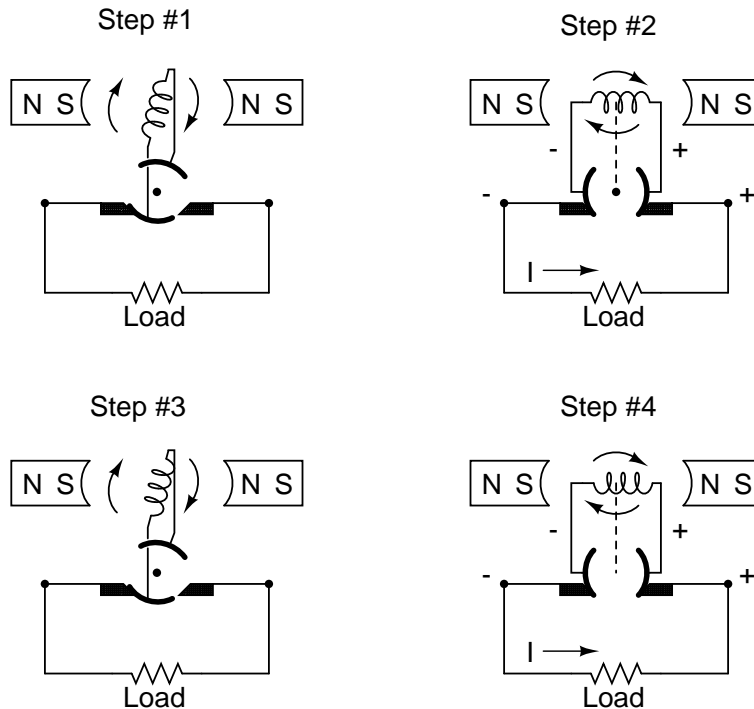 Step #1
N S
N S
Load
Step #2
N S
N S
-
+
-
+
I
Load
Step #3
N S
N S
Load
Step #4
N S
N S
-
+
-
+
I
Load